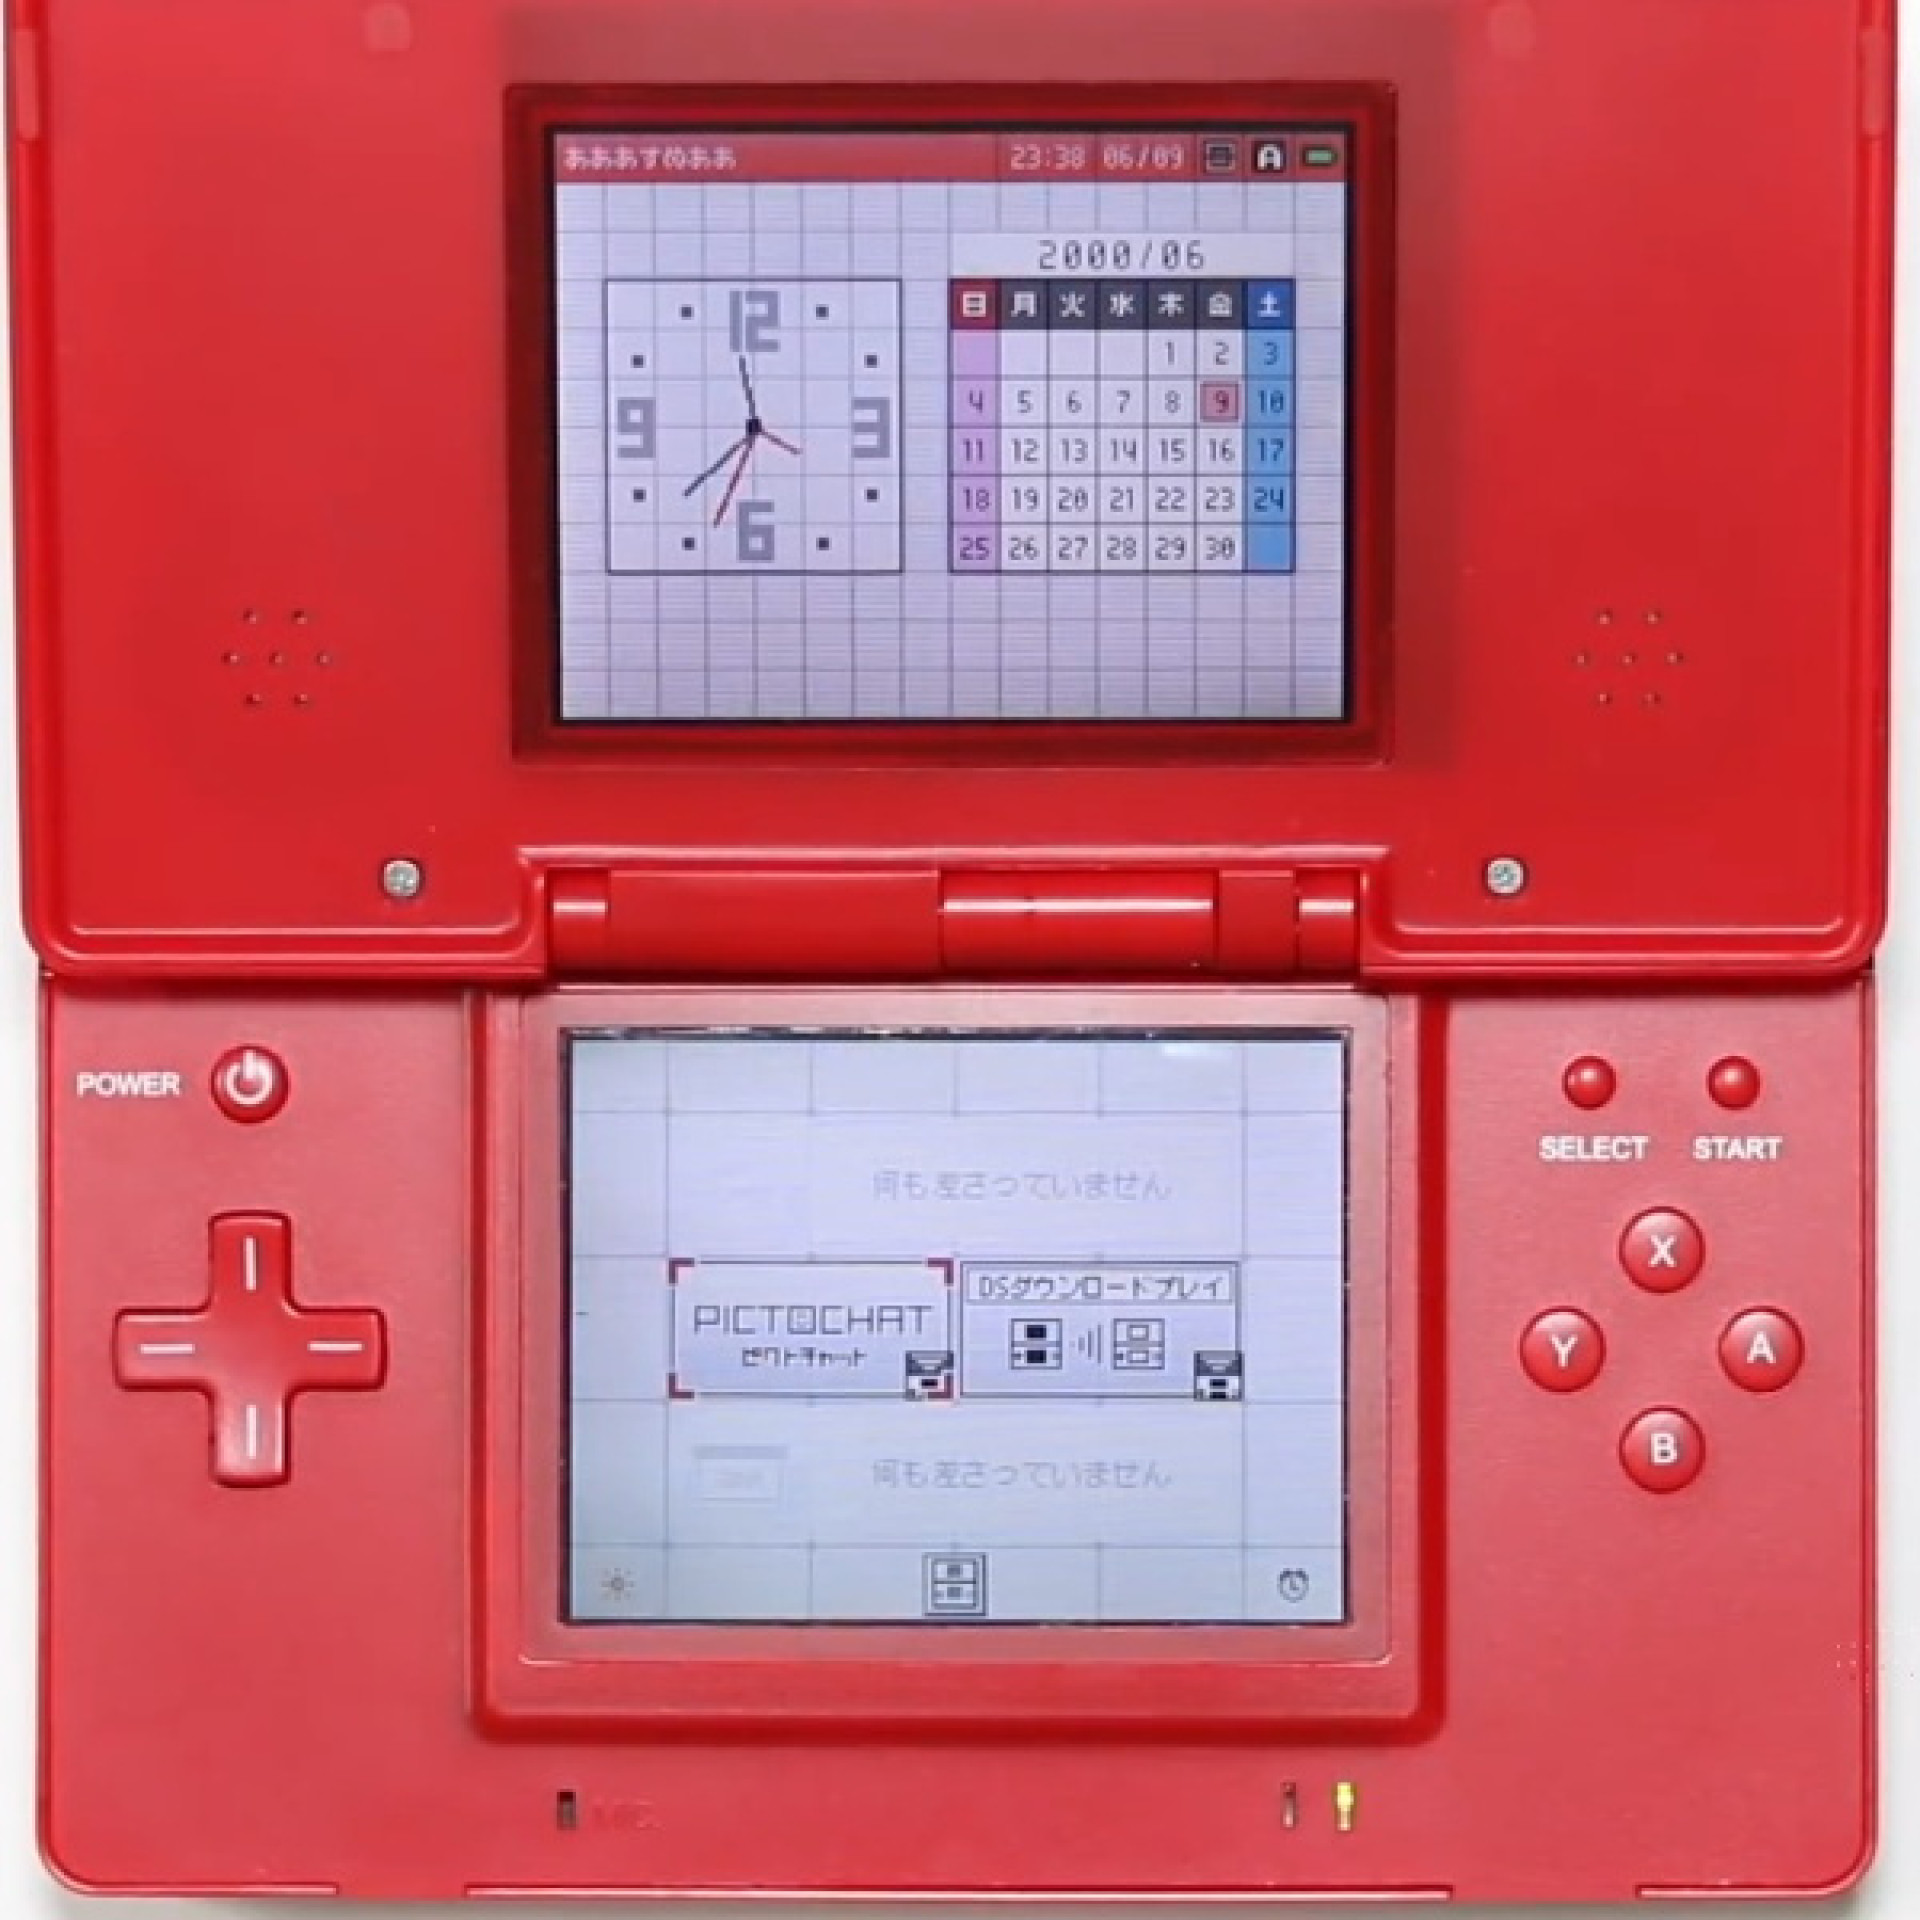 あああすぬああ 23:38 06/09 A
2000/06
日 月 火 水 木 金 土
1 2 3
4 5 6 7 8 9 10
11 12 13 14 15 16 17
18 19 20 21 22 23 24
25 26 27 28 29 30
12
9 3
6
POWER
SELECT START
X
Y A
B
何も差さっていません
PICTOCHAT
ピクトチャット
DSダウンロードプレイ
何も差さっていません